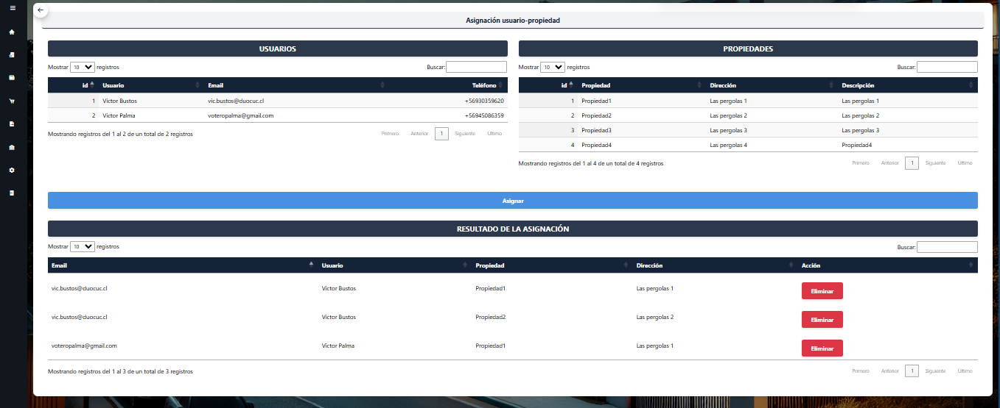 Asignación usuario-propiedad
USUARIOS
Mostrar 10 registros Buscar:
id Usuario Email Teléfono
1 Víctor Bustos vic.bustos@duocuc.cl +56930359620
2 Víctor Palma voteropalma@gmail.com +56945086359
Mostrando registros del 1 al 2 de un total de 2 registros
Primero Anterior 1 Siguiente Último
PROPIEDADES
Mostrar 10 registros Buscar:
id Propiedad Dirección Descripción
1 Propiedad1 Las pergolas 1 Las pergolas 1
2 Propiedad2 Las pergolas 2 Las pergolas 2
3 Propiedad3 Las pergolas 3 Las pergolas 3
4 Propiedad4 Las pergolas 4 Propiedad4
Mostrando registros del 1 al 4 de un total de 4 registros
Primero Anterior 1 Siguiente Último
Asignar
RESULTADO DE LA ASIGNACIÓN
Mostrar 10 registros Buscar:
Email Usuario Propiedad Dirección Acción
vic.bustos@duocuc.cl Víctor Bustos Propiedad1 Las pergolas 1 Eliminar
vic.bustos@duocuc.cl Víctor Bustos Propiedad2 Las pergolas 2 Eliminar
voteropalma@gmail.com Víctor Palma Propiedad1 Las pergolas 1 Eliminar
Mostrando registros del 1 al 3 de un total de 3 registros
Primero Anterior 1 Siguiente Último